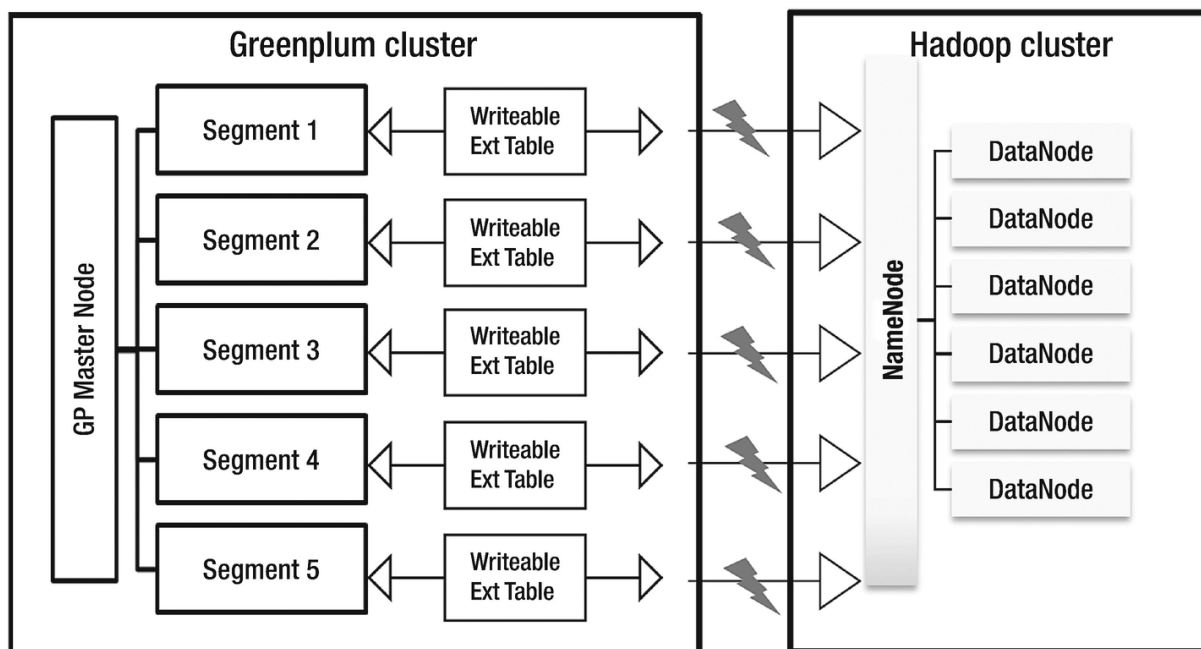 Greenplum cluster
Hadoop cluster
GP Master Node
Segment 1
Writeable
Ext Table
Segment 2
Writeable
Ext Table
Segment 3
Writeable
Ext Table
Segment 4
Writeable
Ext Table
Segment 5
Writeable
Ext Table
NameNode
DataNode
DataNode
DataNode
DataNode
DataNode
DataNode